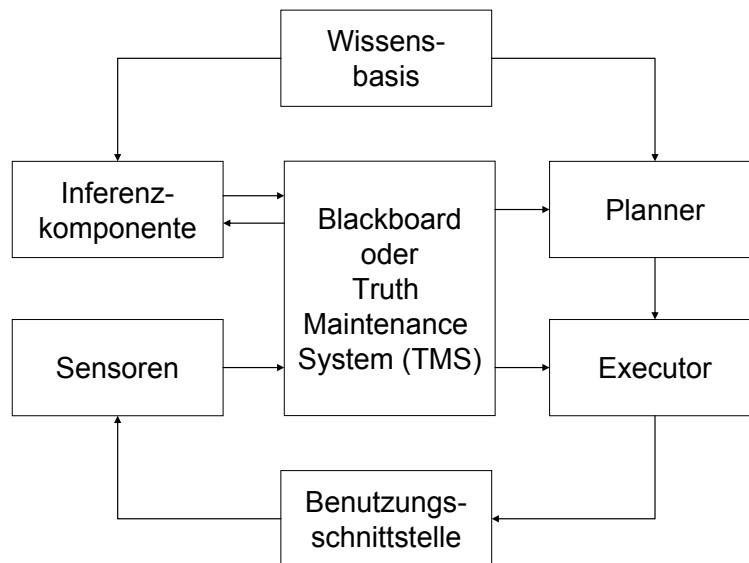 Wissens-
basis
Inferenz-
komponente
Blackboard
oder
Truth
Maintenance
System (TMS)
Planner
Sensoren
Executor
Benutzungs-
schnittstelle